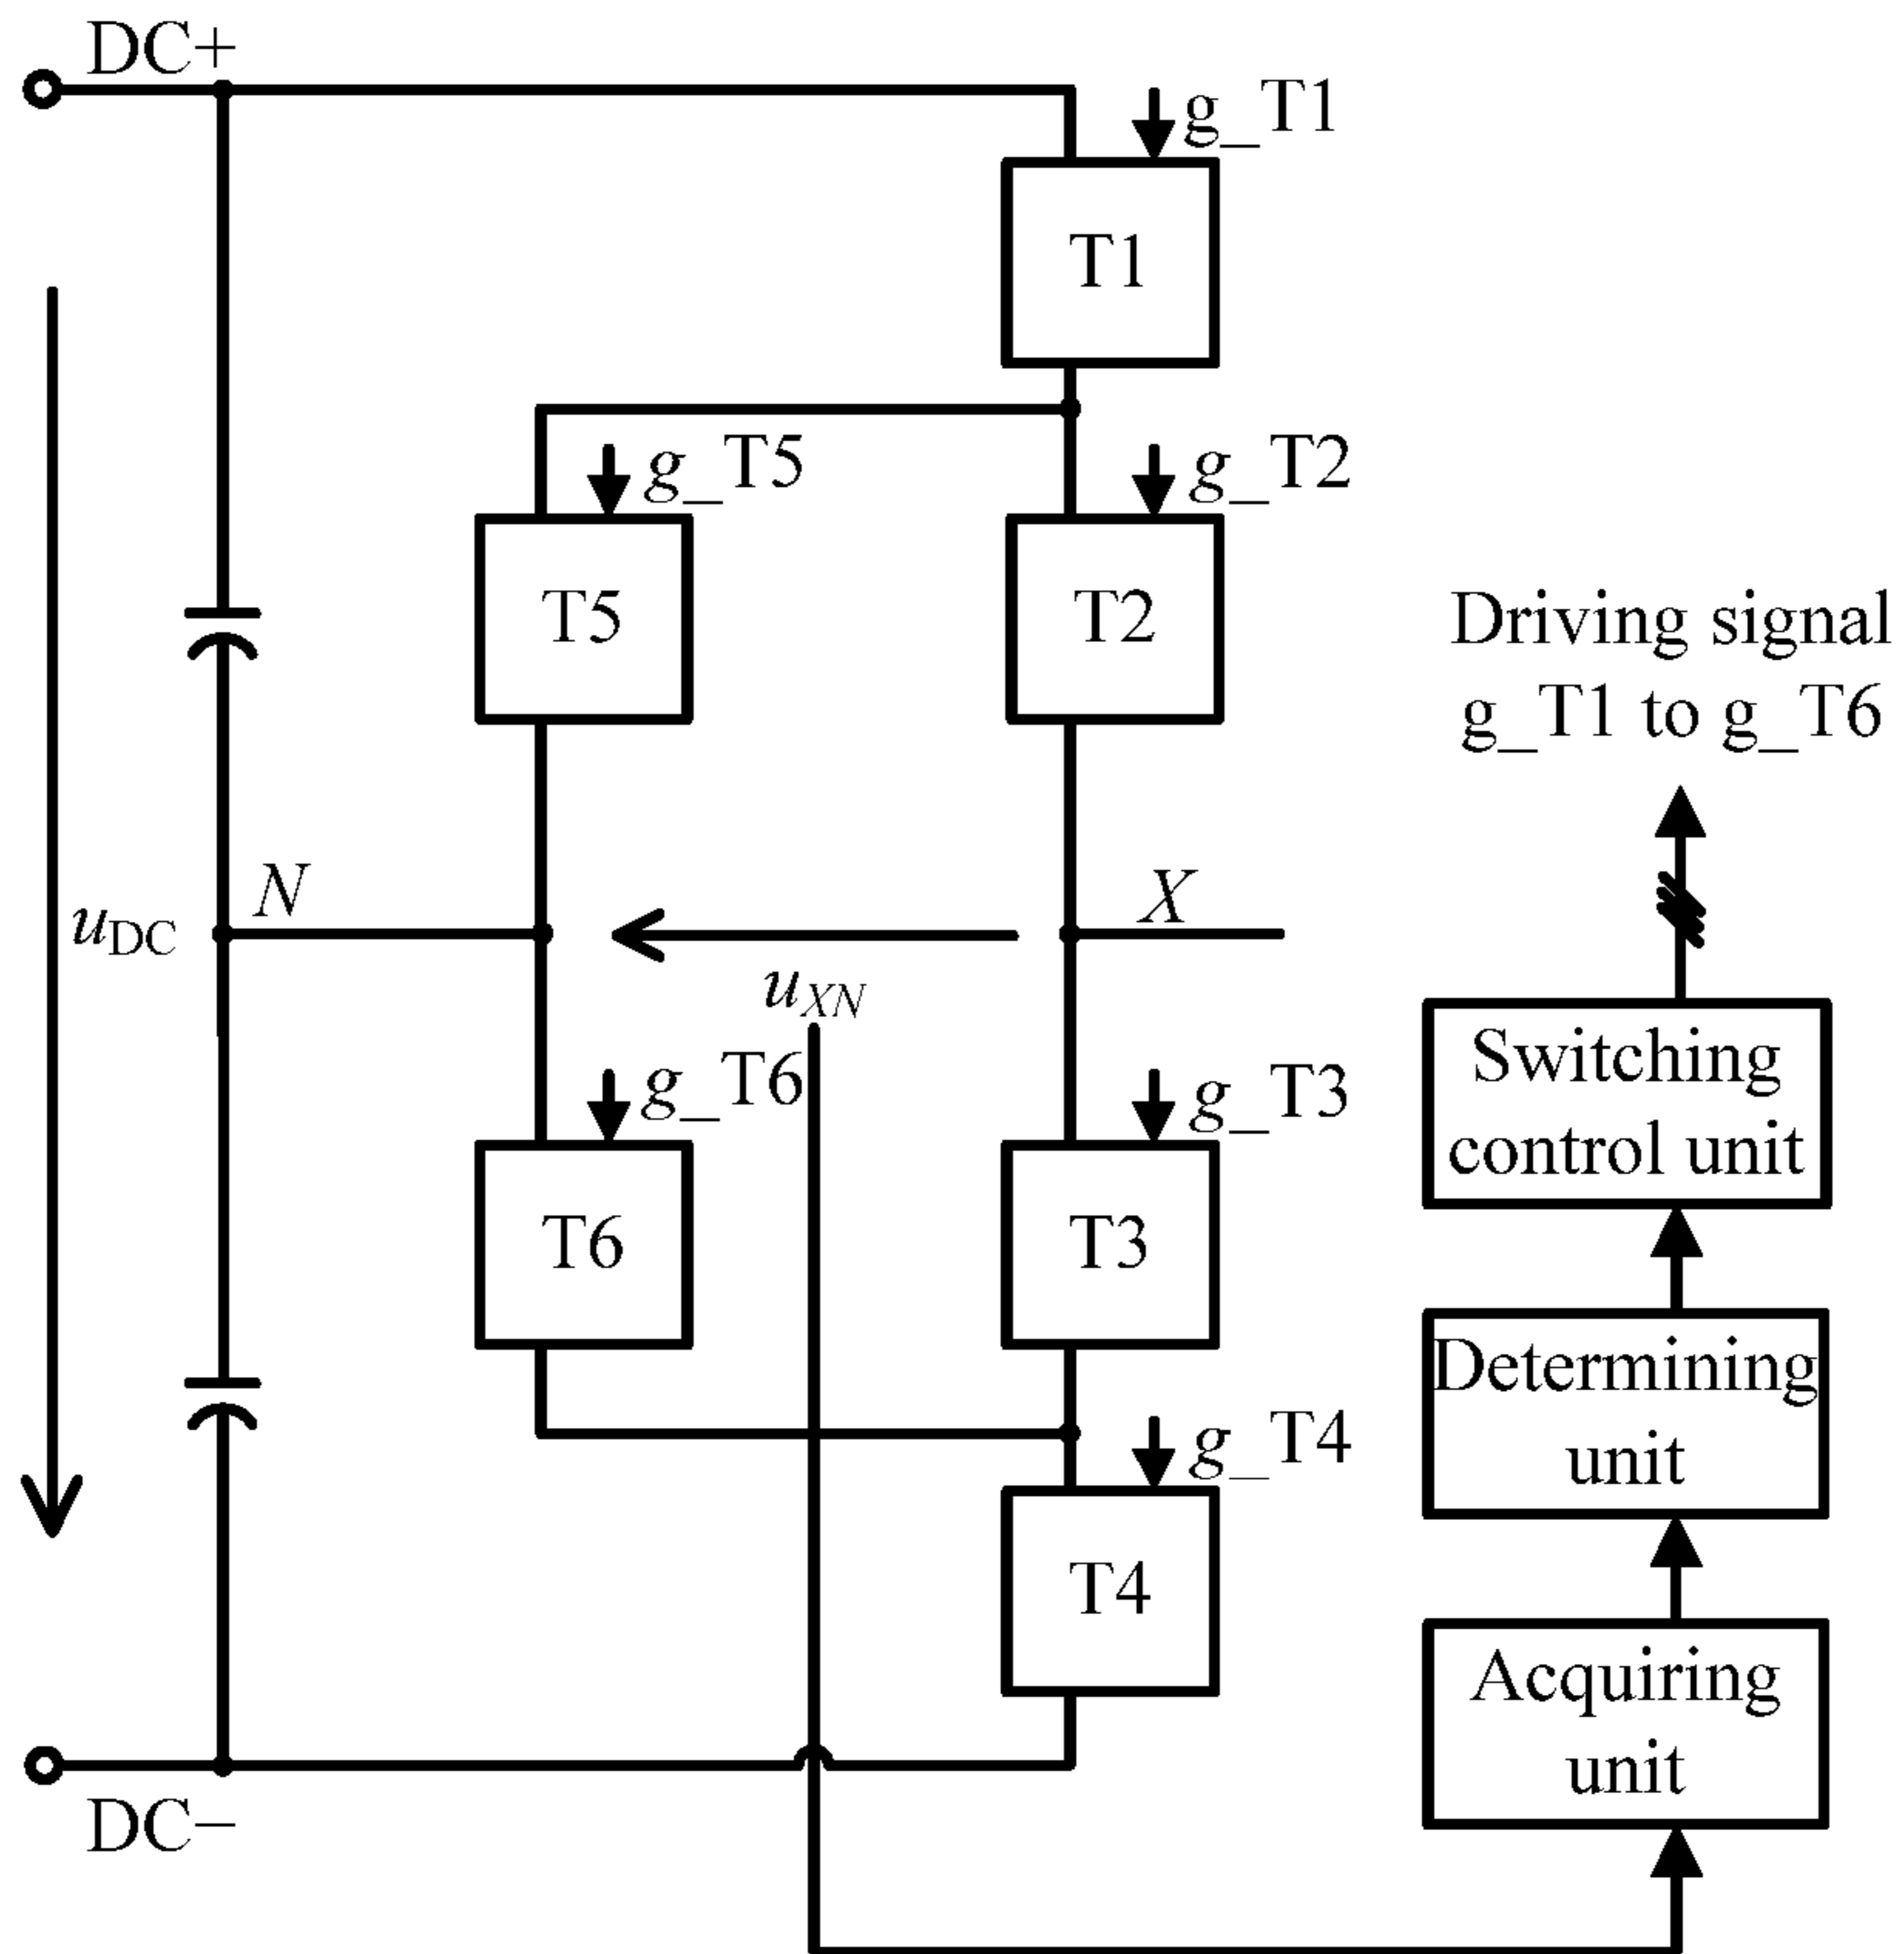 DC+
g_T1
T1
g_T5
g_T2
T5
T2
Driving signal
g_T1 to g_T6
N
X
uDC
uXN
g_T6
g_T3
Switching
control unit
T6
T3
Determining
unit
g_T4
T4
Acquiring
unit
DC−